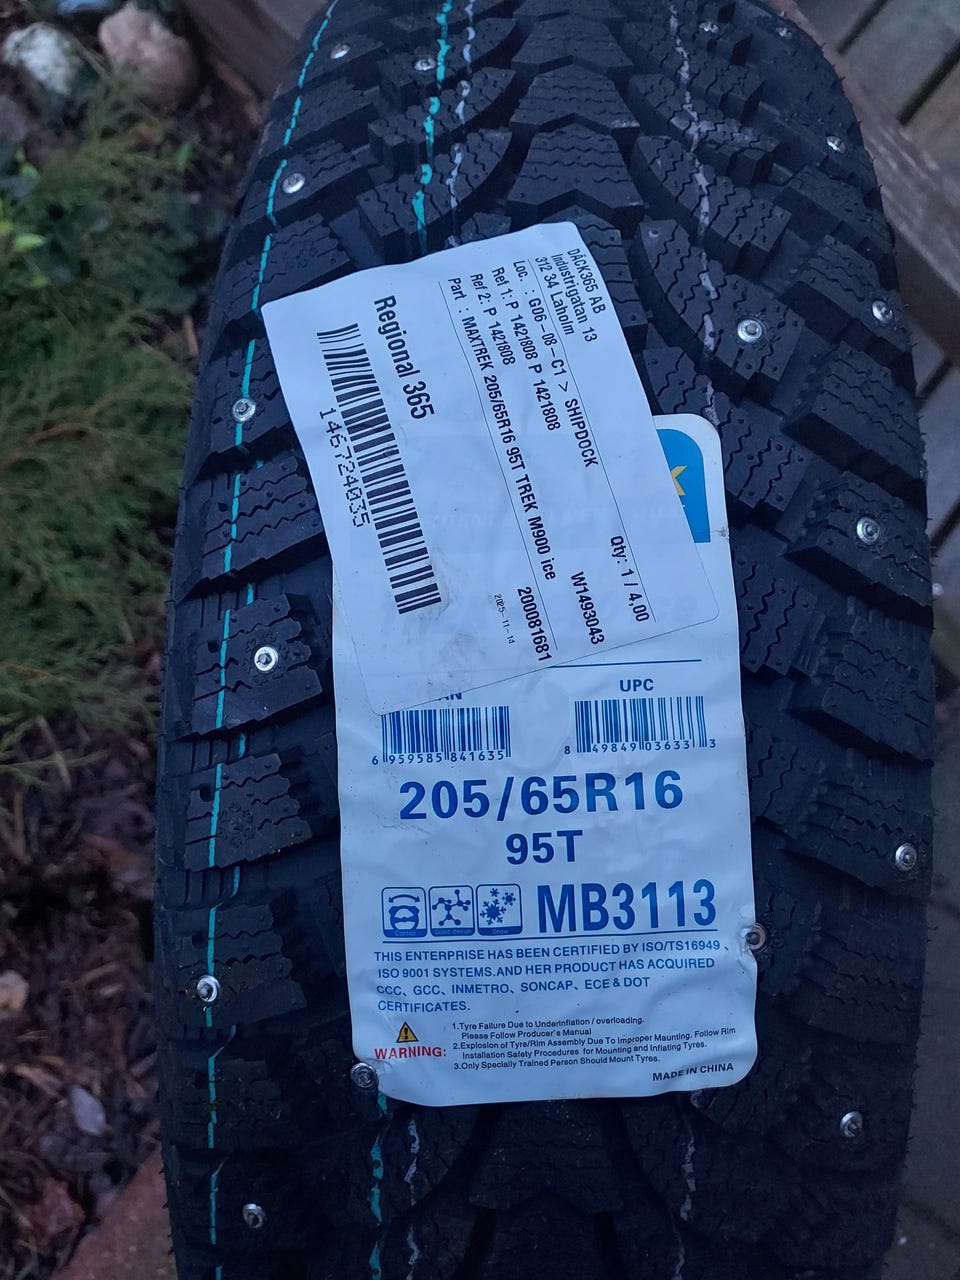 DÄCK365 AB
Industrigatan 13
312 34 Laholm
Loc. : G06-08-C1 > SHIPDOCK
Qty: 1 / 4,00
Ref 1: P 1421808 P 1421808
W1493043
Ref 2: P 1421808
Part : MAXTREK 205/65R16 95T TREK M900 ice
200081681
2025-11-14
Regional 365
146724035
UPC
6 959585 841635
8 49849 03633 3
205/65R16
95T
Control
Good design
Snow
MB3113
THIS ENTERPRISE HAS BEEN CERTIFIED BY ISO/TS16949、
ISO 9001 SYSTEMS.AND HER PRODUCT HAS ACQUIRED
CCC、GCC、INMETRO、SONCAP、ECE & DOT
CERTIFICATES.
WARNING:
1.Tyre Failure Due to Underinflation / overloading.
Please Follow Producer's Manual
2.Explosion of Tyre/Rim Assembly Due To Improper Mounting. Follow Rim
Installation Safety Procedures for Mounting and Inflating Tyres.
3.Only Specially Trained Person Should Mount Tyres.
MADE IN CHINA